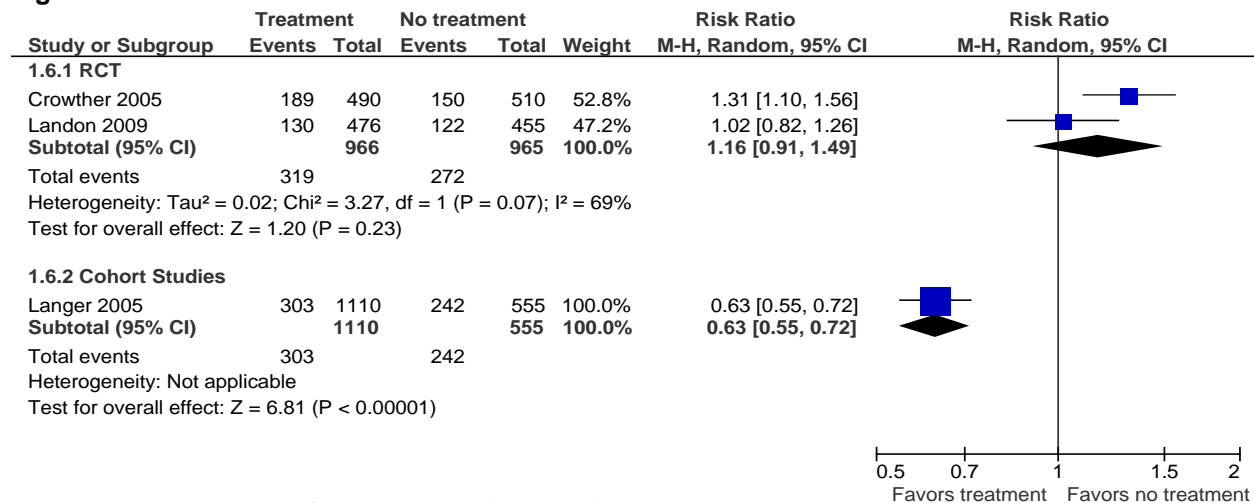 Treatment No treatment Risk Ratio Risk Ratio
Study or Subgroup Events Total Events Total Weight M-H, Random, 95% CI M-H, Random, 95% CI
1.6.1 RCT
Crowther 2005 189 490 150 510 52.8% 1.31 [1.10, 1.56]
Landon 2009 130 476 122 455 47.2% 1.02 [0.82, 1.26]
Subtotal (95% CI) 966 965 100.0% 1.16 [0.91, 1.49]
Total events 319 272
Heterogeneity: Tau² = 0.02; Chi² = 3.27, df = 1 (P = 0.07); I² = 69%
Test for overall effect: Z = 1.20 (P = 0.23)
1.6.2 Cohort Studies
Langer 2005 303 1110 242 555 100.0% 0.63 [0.55, 0.72]
Subtotal (95% CI) 1110 555 100.0% 0.63 [0.55, 0.72]
Total events 303 242
Heterogeneity: Not applicable
Test for overall effect: Z = 6.81 (P < 0.00001)
0.5 0.7 1 1.5 2
Favors treatment Favors no treatment